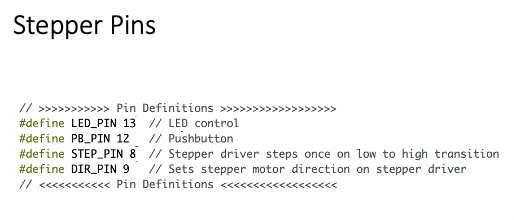 Stepper Pins
// >>>>>>>>>>> Pin Definitions >>>>>>>>>>>>>>>>>>
#define LED_PIN 13  // LED control
#define PB_PIN 12   // Pushbutton
#define STEP_PIN 8  // Stepper driver steps once on low to high transition
#define DIR_PIN 9   // Sets stepper motor direction on stepper driver
// <<<<<<<<<<< Pin Definitions <<<<<<<<<<<<<<<<<<